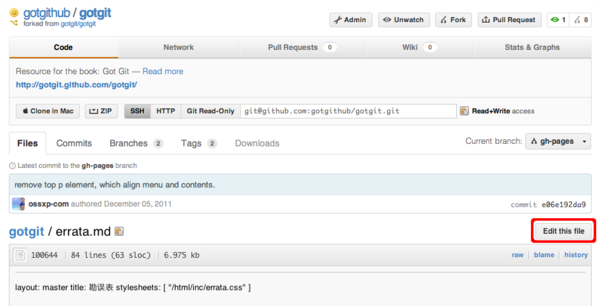 gotgithub / gotgit
forked from gotgit/gotgit
Admin Unwatch Fork Pull Request 1 8
Code Network Pull Requests 0 Wiki 0 Stats & Graphs
Resource for the book: Got Git — Read more
http://gotgit.github.com/gotgit/
Clone in Mac ZIP SSH HTTP Git Read-Only git@github.com:gotgithub/gotgit.git Read+Write access
Files Commits Branches 2 Tags 2 Downloads Current branch: gh-pages
Latest commit to the gh-pages branch
remove top p element, which align menu and contents.
ossxp-com authored December 05, 2011 commit e06e192da9
gotgit / errata.md Edit this file
100644 84 lines (63 sloc) 6.975 kb raw blame history
layout: master title: 勘误表 stylesheets: [ "/html/inc/errata.css" ]